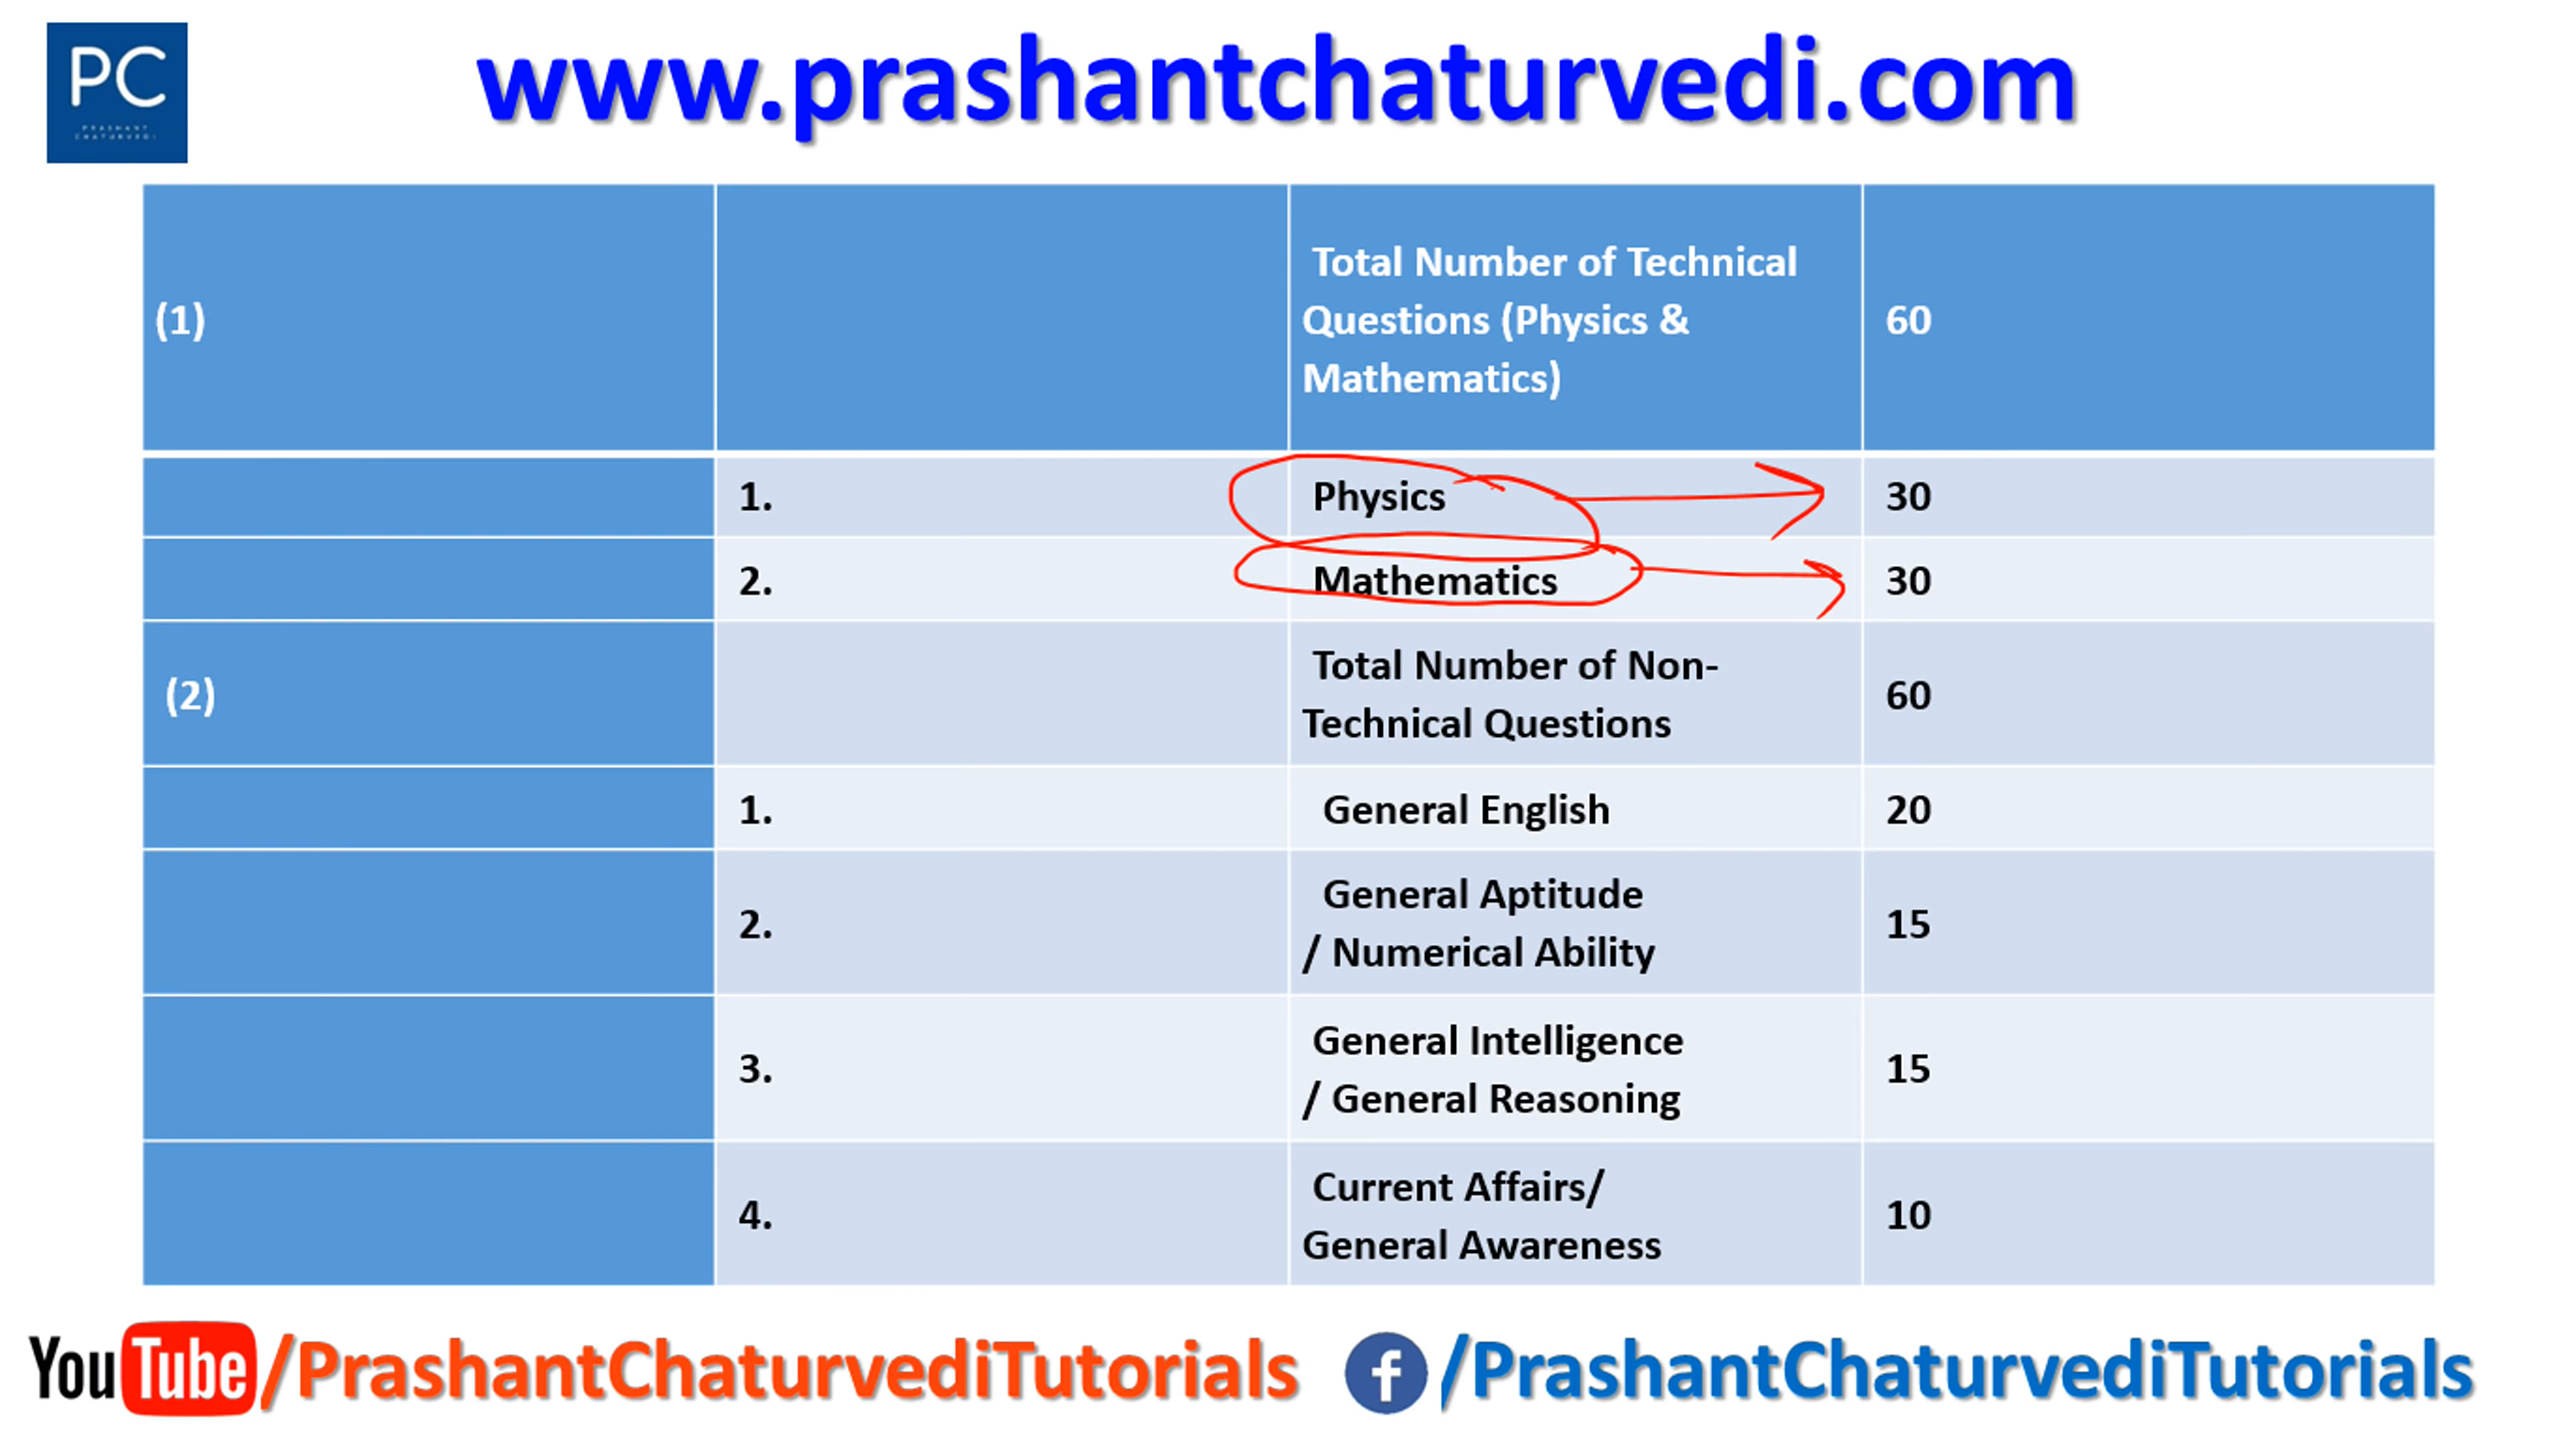 PC
PRASHANT
CHATURVEDI
www.prashantchaturvedi.com
(1)
Total Number of Technical
Questions (Physics &
Mathematics)
60
1. Physics 30
2. Mathematics 30
(2)
Total Number of Non-
Technical Questions
60
1. General English 20
2.
General Aptitude
/ Numerical Ability
15
3.
General Intelligence
/ General Reasoning
15
4.
Current Affairs/
General Awareness
10
YouTube/PrashantChaturvediTutorials f/PrashantChaturvediTutorials